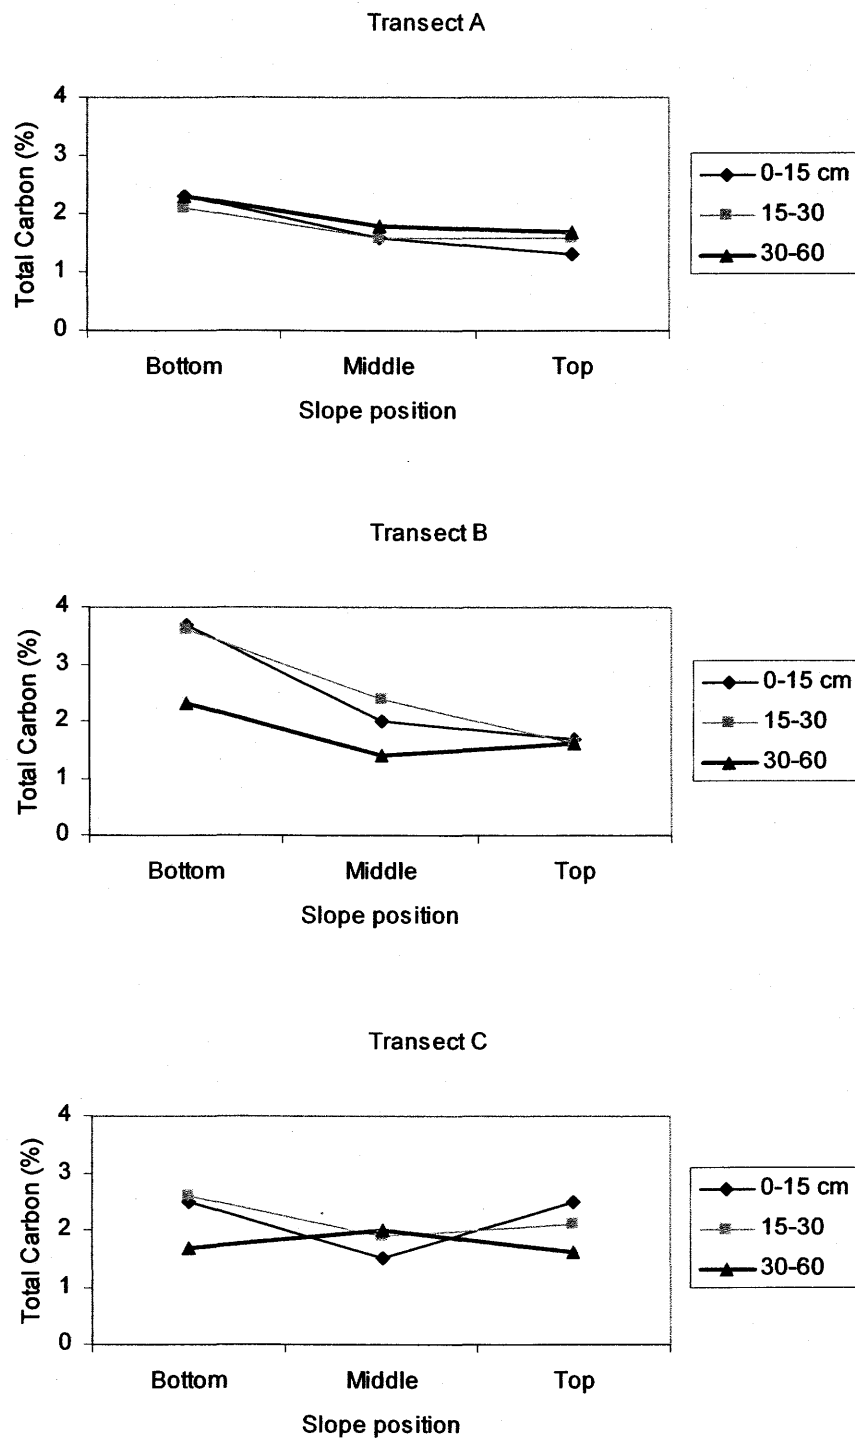 Transect A
Total Carbon (%)
4
3
2
1
0
Bottom Middle Top
Slope position
0-15 cm
15-30
30-60
Transect B
Total Carbon (%)
4
3
2
1
0
Bottom Middle Top
Slope position
0-15 cm
15-30
30-60
Transect C
Total Carbon (%)
4
3
2
1
0
Bottom Middle Top
Slope position
0-15 cm
15-30
30-60